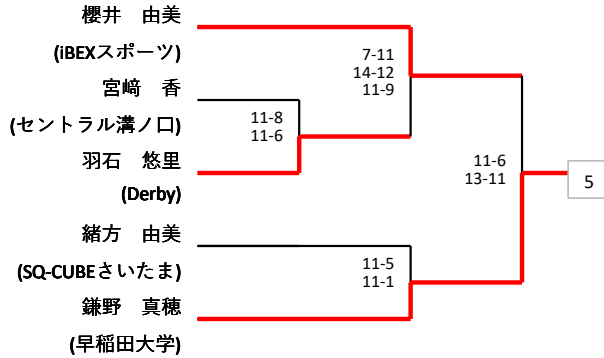 櫻井　由美
(iBEXスポーツ)
宮﨑　香
(セントラル溝ノ口)
羽石　悠里
(Derby)
緒方　由美
(SQ-CUBEさいたま)
鎌野　真穂
(早稲田大学)
11-8
11-6
7-11
14-12
11-9
11-5
11-1
11-6
13-11
5